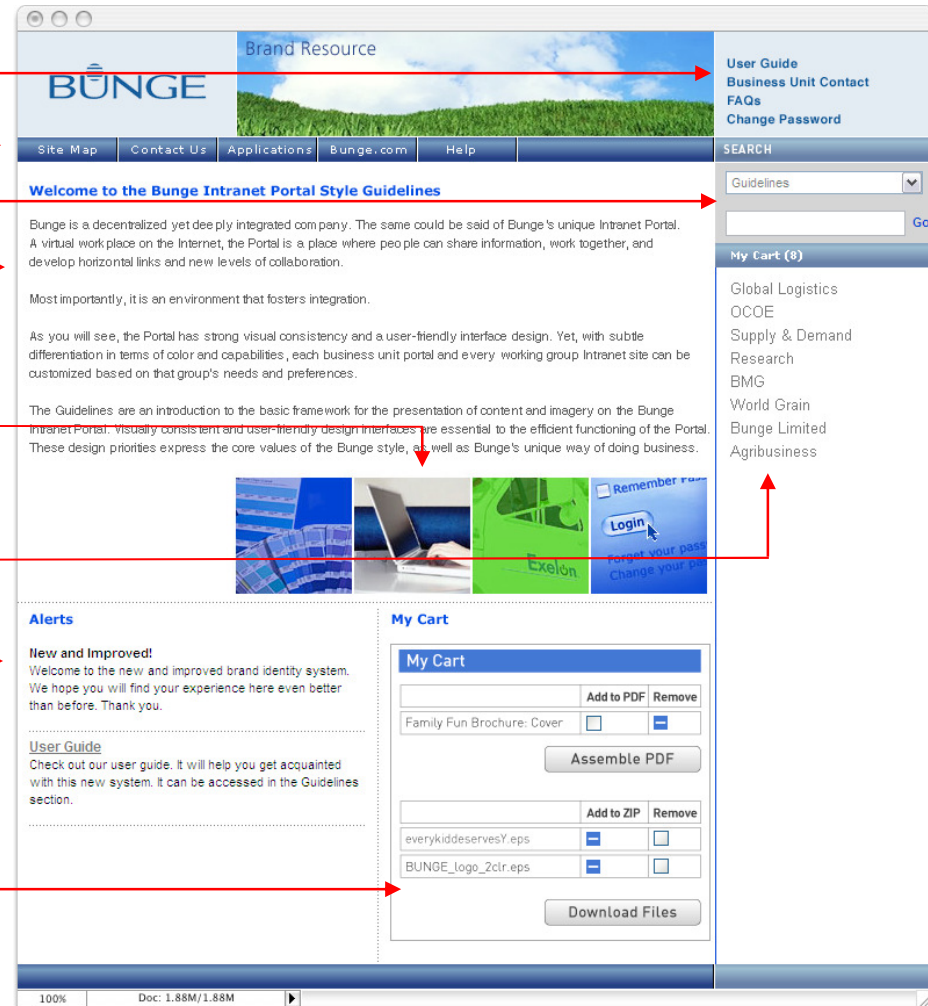 Brand Resource
BUNGE
User Guide
Business Unit Contact
FAQs
Change Password
Site Map Contact Us Applications Bunge.com Help
SEARCH
Guidelines
Go
My Cart (8)
Global Logistics
OCOE
Supply & Demand
Research
BMG
World Grain
Bunge Limited
Agribusiness
Welcome to the Bunge Intranet Portal Style Guidelines
Bunge is a decentralized yet deeply integrated company. The same could be said of Bunge's unique Intranet Portal.
A virtual workplace on the Internet, the Portal is a place where people can share information, work together, and
develop horizontal links and new levels of collaboration.
Most importantly, it is an environment that fosters integration.
As you will see, the Portal has strong visual consistency and a user-friendly interface design. Yet, with subtle
differentiation in terms of color and capabilities, each business unit portal and every working group Intranet site can be
customized based on that group's needs and preferences.
The Guidelines are an introduction to the basic framework for the presentation of content and imagery on the Bunge
Intranet Portal. Visually consistent and user-friendly design interfaces are essential to the efficient functioning of the Portal.
These design priorities express the core values of the Bunge style, as well as Bunge's unique way of doing business.
Exelon
Remember
Login
Forget your pass
Change your pas
Alerts
New and Improved!
Welcome to the new and improved brand identity system.
We hope you will find your experience here even better
than before. Thank you.
User Guide
Check out our user guide. It will help you get acquainted
with this new system. It can be accessed in the Guidelines
section.
My Cart
My Cart
Add to PDF Remove
Family Fun Brochure: Cover
Assemble PDF
Add to ZIP Remove
everykiddeservesY.eps
BUNGE_logo_2clr.eps
Download Files
100% Doc: 1.88M/1.88M